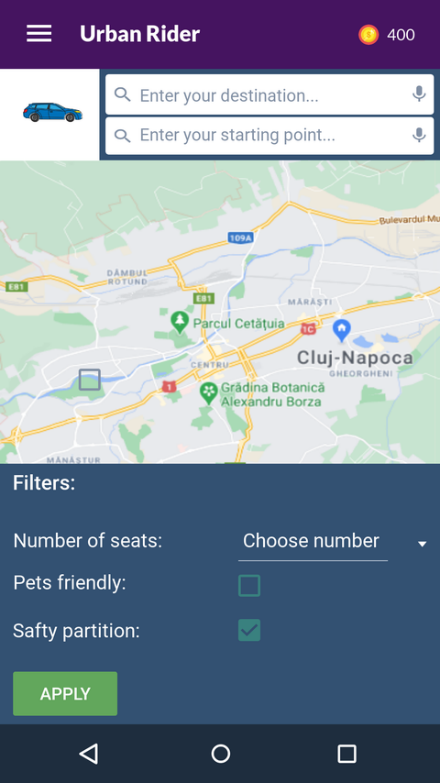 Urban Rider
400
Enter your destination...
Enter your starting point...
Bulevardul Mu
109A
DÂMBUL
ROTUND
E81
E81
MĂRĂȘTI
Parcul Cetățuia
1C
Cluj-Napoca
CENTRU
GHEORGHENI
1
Grădina Botanică
Alexandru Borza
MĂNĂȘTUR
Filters:
Number of seats: Choose number
Pets friendly:
Safty partition:
APPLY